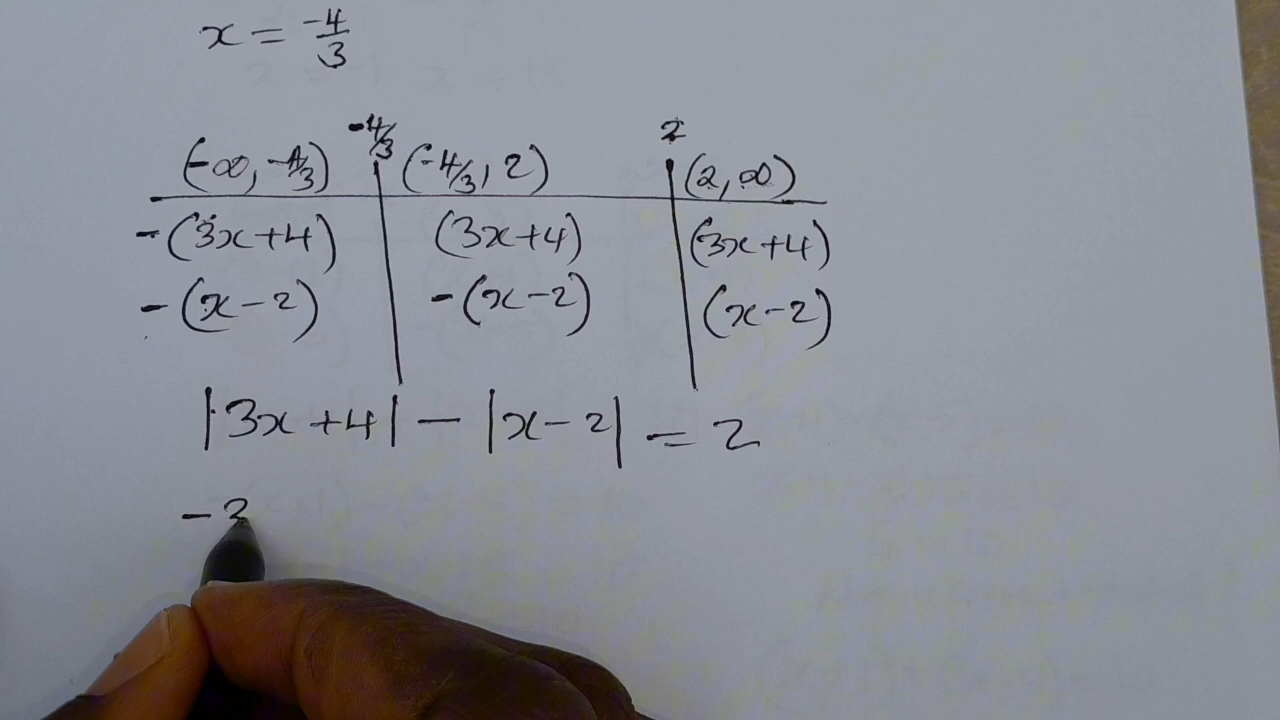 x = -4/3
-4/3 2
(-∞, -4/3) (-4/3, 2) (2, ∞)
-(3x+4) (3x+4) (3x+4)
-(x-2) -(x-2) (x-2)
|3x+4| - |x-2| = 2
-3